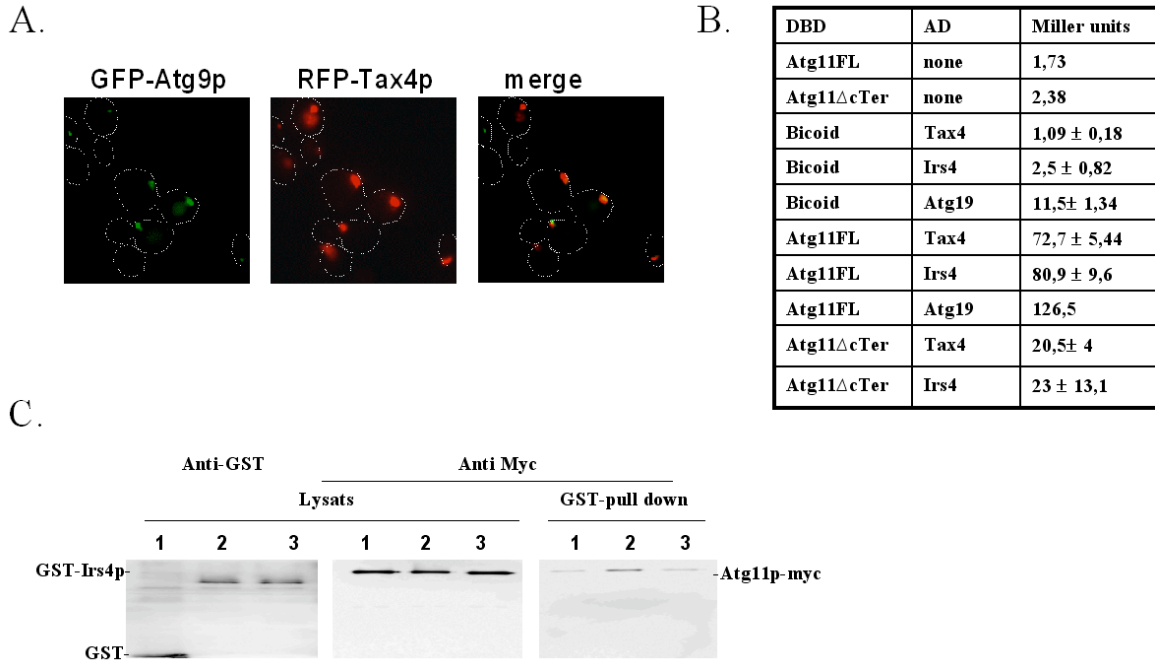 A.
GFP-Atg9p RFP-Tax4p merge
B.
DBD AD Miller units
Atg11FL none 1,73
Atg11△cTer none 2,38
Bicoid Tax4 1,09 ± 0,18
Bicoid Irs4 2,5 ± 0,82
Bicoid Atg19 11,5± 1,34
Atg11FL Tax4 72,7 ± 5,44
Atg11FL Irs4 80,9 ± 9,6
Atg11FL Atg19 126,5
Atg11△cTer Tax4 20,5± 4
Atg11△cTer Irs4 23 ± 13,1
C.
Anti-GST Anti Myc
Lysats GST-pull down
1 2 3 1 2 3 1 2 3
GST-Irs4p- -Atg11p-myc
GST-